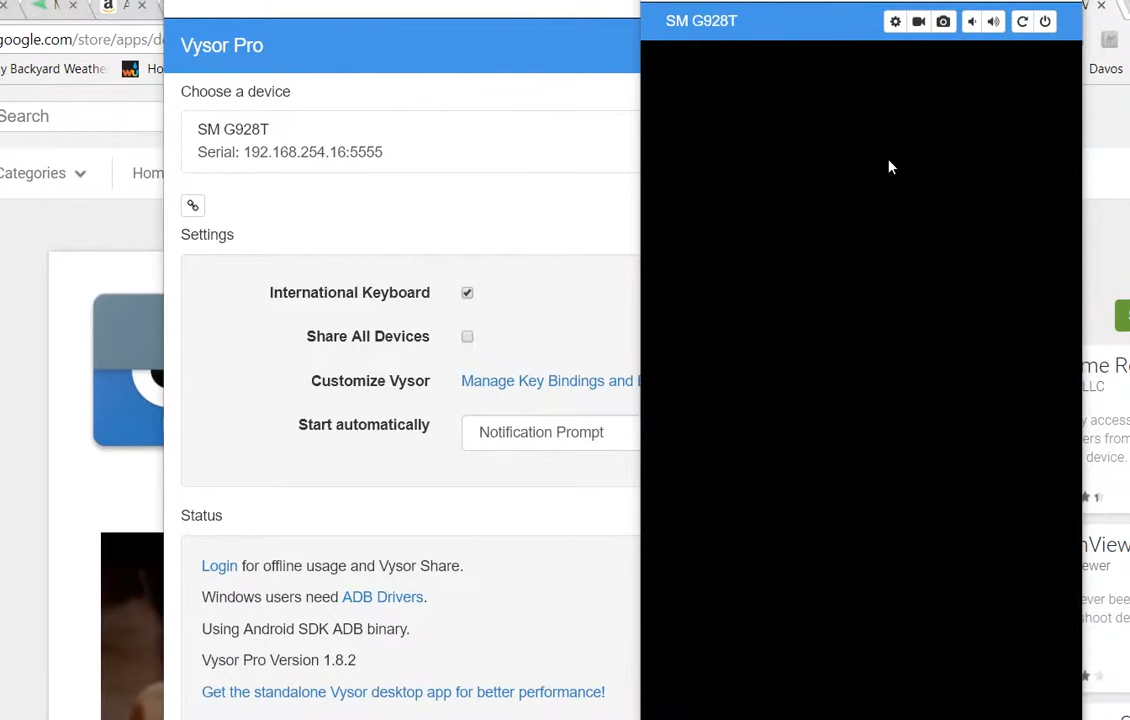 google.com/store/apps/de
y Backyard Weathe
Ho
Davos
Search
Categories
Hom
Vysor Pro
Choose a device
SM G928T
Serial: 192.168.254.16:5555
Settings
International Keyboard
Share All Devices
Customize Vysor
Manage Key Bindings and
Start automatically
Notification Prompt
Status
Login for offline usage and Vysor Share.
Windows users need ADB Drivers.
Using Android SDK ADB binary.
Vysor Pro Version 1.8.2
Get the standalone Vysor desktop app for better performance!
SM G928T
me R
LLC
y access
ers from
device.
nView
ewer
ever bee
shoot de